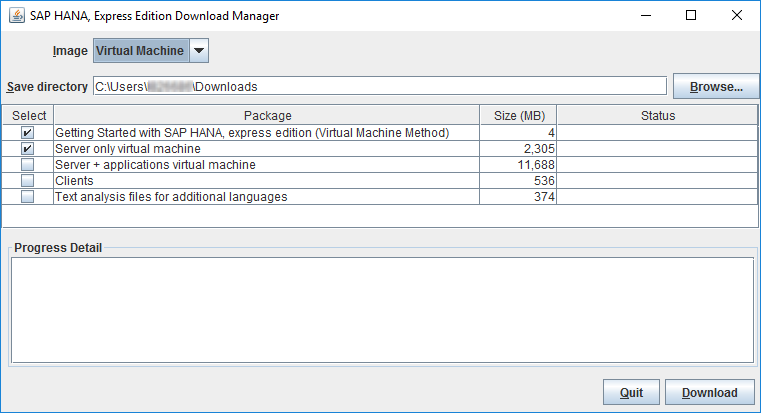 SAP HANA, Express Edition Download Manager
Image Virtual Machine
Save directory C:\Users\ \Downloads Browse...
Select Package Size (MB) Status
Getting Started with SAP HANA, express edition (Virtual Machine Method) 4
Server only virtual machine 2,305
Server + applications virtual machine 11,688
Clients 536
Text analysis files for additional languages 374
Progress Detail
Quit Download